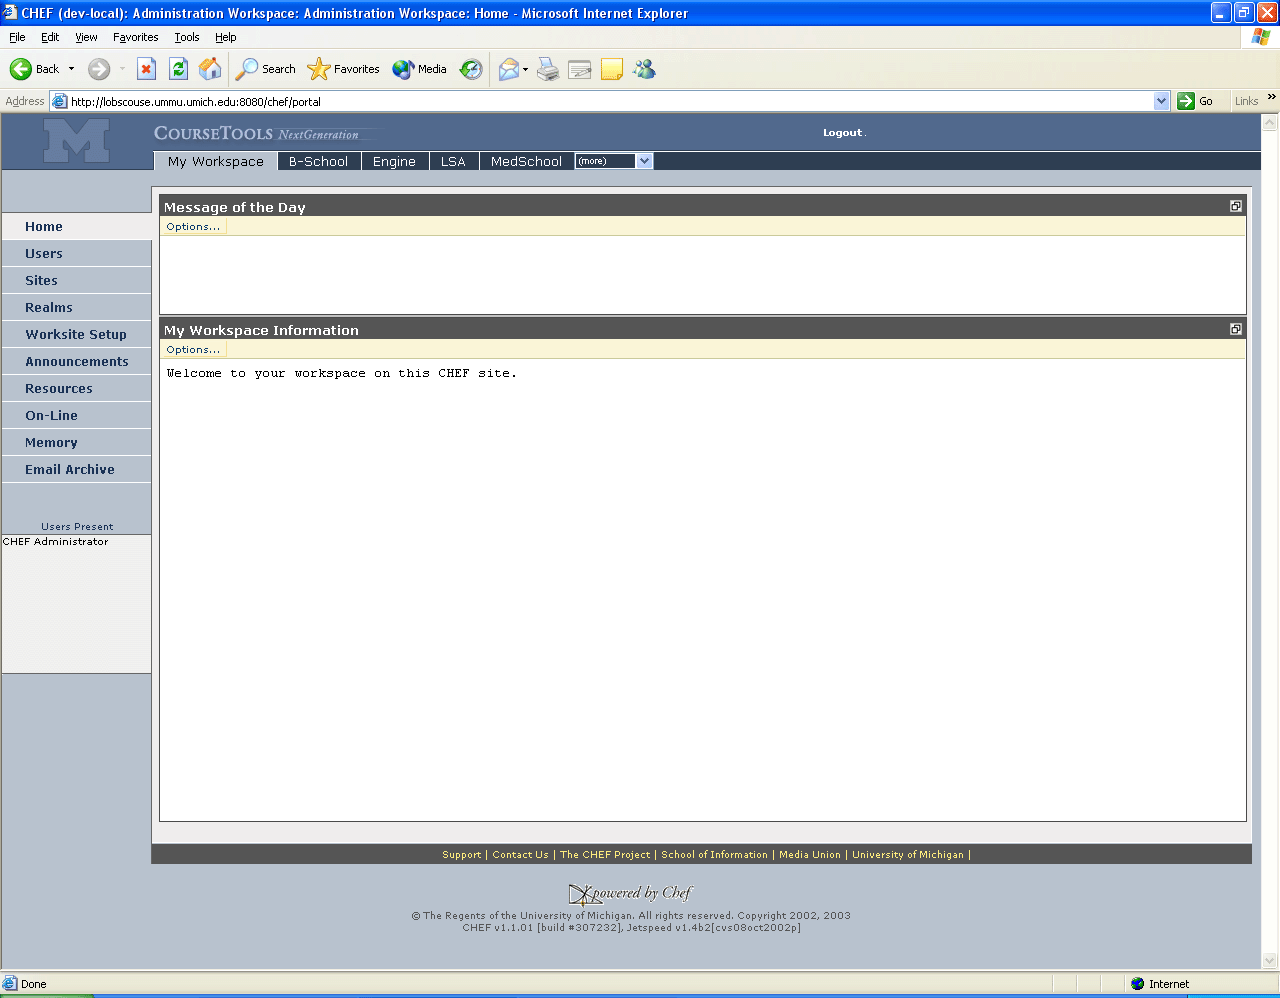 CHEF (dev-local): Administration Workspace: Administration Workspace: Home - Microsoft Internet Explorer
File Edit View Favorites Tools Help
Back Search Favorites Media
Address http://lobscouse.ummu.umich.edu:8080/chef/portal Go Links »
M
COURSETOOLS NextGeneration
Logout.
My Workspace B-School Engine LSA MedSchool (more)
Message of the Day
Options...
Home
Users
Sites
Realms
Worksite Setup
Announcements
Resources
On-Line
Memory
Email Archive
Users Present
CHEF Administrator
My Workspace Information
Options...
Welcome to your workspace on this CHEF site.
Support | Contact Us | The CHEF Project | School of Information | Media Union | University of Michigan |
powered by Chef
© The Regents of the University of Michigan. All rights reserved. Copyright 2002, 2003
CHEF v1.1.01 [build #307232], Jetspeed v1.4b2[cvs08oct2002p]
Done Internet